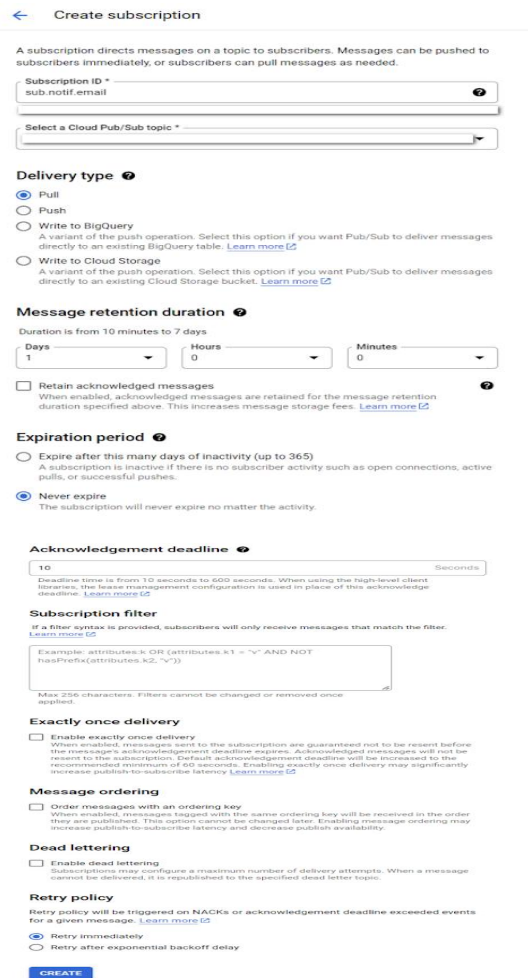 Create subscription
A subscription directs messages on a topic to subscribers. Messages can be pushed to
subscribers immediately, or subscribers can pull messages as needed.
Subscription ID *
sub.notif.email
Select a Cloud Pub/Sub topic *
Delivery type
Pull
Push
Write to BigQuery
A variant of the push operation. Select this option if you want Pub/Sub to deliver messages
directly to an existing BigQuery table. Learn more
Write to Cloud Storage
A variant of the push operation. Select this option if you want Pub/Sub to deliver messages
directly to an existing Cloud Storage bucket. Learn more
Message retention duration
Duration is from 10 minutes to 7 days
Days Hours Minutes
1 0 0
Retain acknowledged messages
When enabled, acknowledged messages are retained for the message retention
duration specified above. This increases message storage fees. Learn more
Expiration period
Expire after this many days of inactivity (up to 365)
A subscription is inactive if there is no subscriber activity such as open connections, active
pulls, or successful pushes.
Never expire
The subscription will never expire no matter the activity.
Acknowledgement deadline
10 Seconds
Deadline time is from 10 seconds to 600 seconds. When using the high-level client
libraries, the lease management configuration is used in place of this acknowledge
deadline. Learn more
Subscription filter
If a filter syntax is provided, subscribers will only receive messages that match the filter.
Learn more
Example: attributes:k OR (attributes.k1 = "v" AND NOT
hasPrefix(attributes.k2, "v"))
Max 256 characters. Filters cannot be changed or removed once
applied.
Exactly once delivery
Enable exactly once delivery
When enabled, messages sent to the subscription are guaranteed not to be resent before
the message's acknowledgement deadline expires. Acknowledged messages will not be
resent to the subscription. Default acknowledgement deadline will be increased to the
recommended minimum of 60 seconds. Enabling exactly once delivery may significantly
increase publish-to-subscribe latency Learn more
Message ordering
Order messages with an ordering key
When enabled, messages tagged with the same ordering key will be received in the order
they are published. This option cannot be changed later. Enabling message ordering may
increase publish-to-subscribe latency and decrease publish availability.
Dead lettering
Enable dead lettering
Subscriptions may configure a maximum number of delivery attempts. When a message
cannot be delivered, it is republished to the specified dead letter topic.
Retry policy
Retry policy will be triggered on NACKs or acknowledgement deadline exceeded events
for a given message. Learn more
Retry immediately
Retry after exponential backoff delay
CREATE